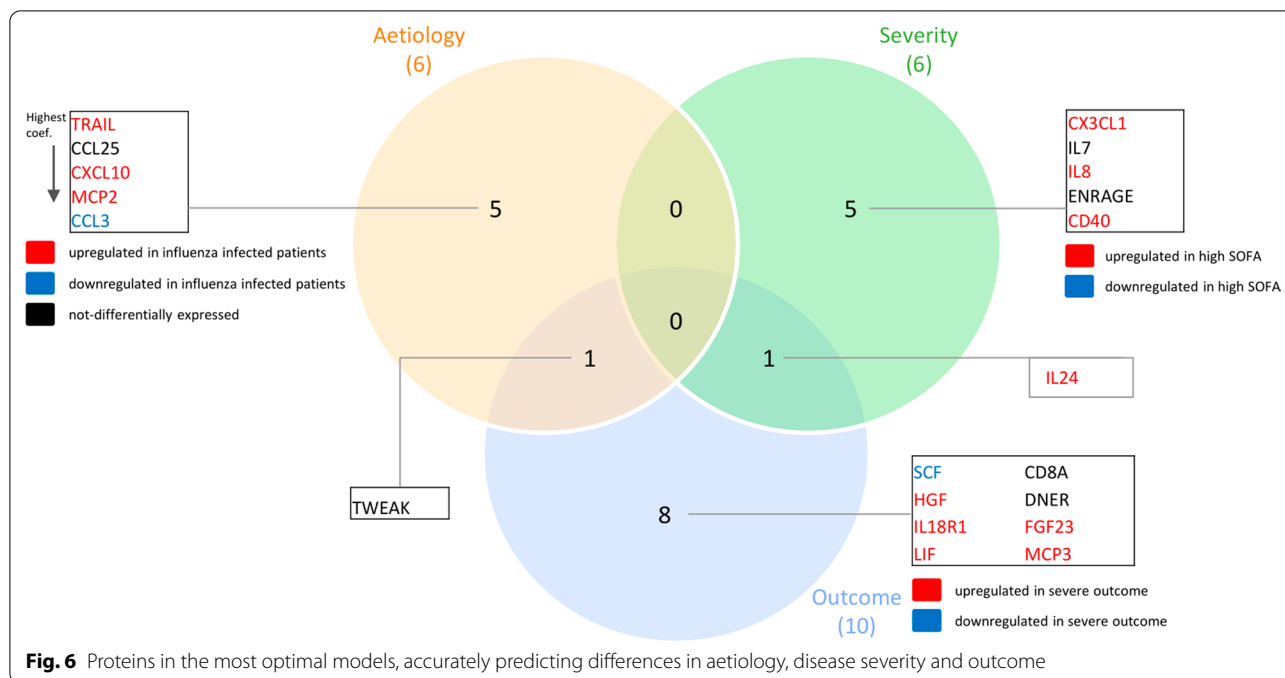 Aetiology
(6)
Severity
(6)
Highest
coef.
TRAIL
CCL25
CXCL10
MCP2
CCL3
upregulated in influenza infected patients
downregulated in influenza infected patients
not-differentially expressed
5
0
5
CX3CL1
IL7
IL8
ENRAGE
CD40
upregulated in high SOFA
downregulated in high SOFA
0
1
1
IL24
TWEAK
8
SCF CD8A
HGF DNER
IL18R1 FGF23
LIF MCP3
Outcome
(10)
upregulated in severe outcome
downregulated in severe outcome
Fig. 6 Proteins in the most optimal models, accurately predicting differences in aetiology, disease severity and outcome